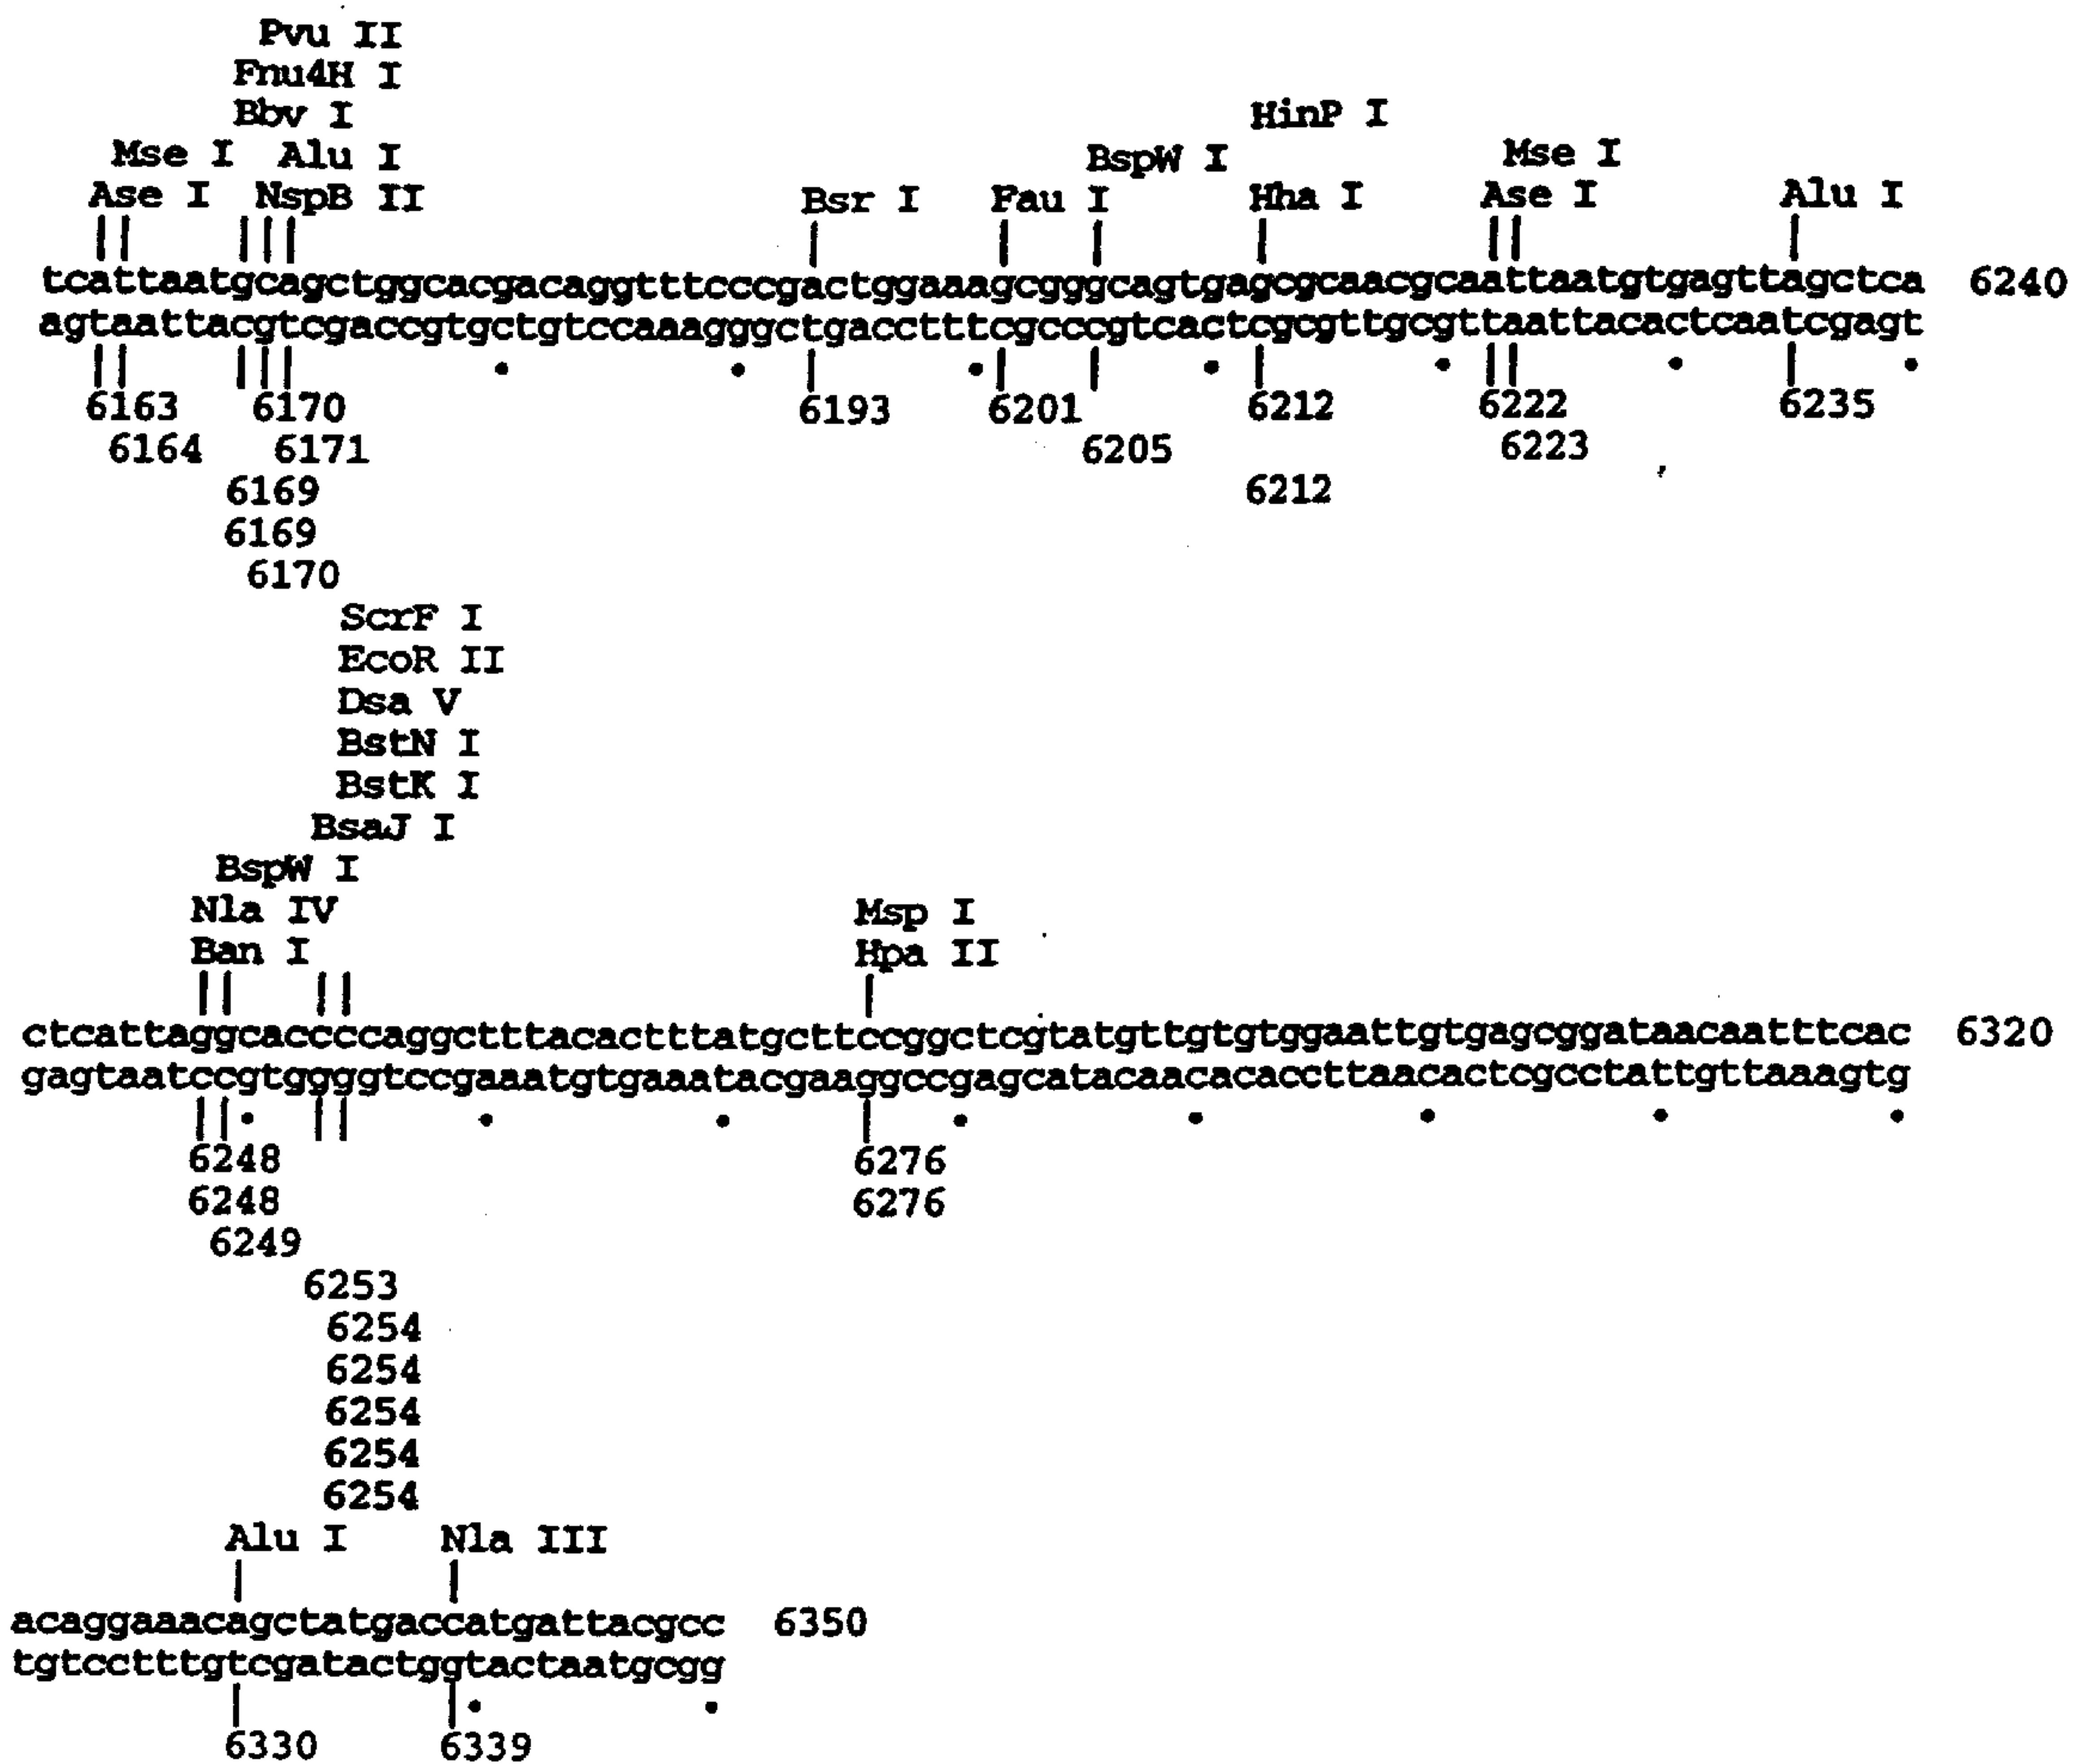 Pvu II
Fnu4H I
Bbv I HinP I
Mse I Alu I BspW I Mse I
Ase I NspB II Bsr I Fau I Hha I Ase I Alu I
tcattaatgcagctggcacgacaggtttcccgactggaaagcgggcagtgagcgcaacgcaattaatgtgagttagctca 6240
agtaattacgtcgaccgtgctgtccaaagggctgacctttcgcccgtcactcgcgttgcgttaattacactcaatcgagt
6163 6170 6193 6201 6212 6222 6235
6164 6171 6205 6223
6169 6212
6169
6170
ScrF I
EcoR II
Dsa V
BstN I
BstK I
BsaJ I
BspW I
Nla IV Msp I
Ban I Hpa II
ctcattaggcaccccaggctttacactttatgcttccggctcgtatgttgtgtggaattgtgagcggataacaatttcac 6320
gagtaatccgtggggtccgaaatgtgaaatacgaaggccgagcatacaacacaccttaacactcgcctattgttaaagtg
6248 6276
6248 6276
6249
6253
6254
6254
6254
6254
6254
Alu I Nla III
acaggaaacagctatgaccatgattacgcc 6350
tgtcctttgtcgatactggtactaatgcgg
6330 6339